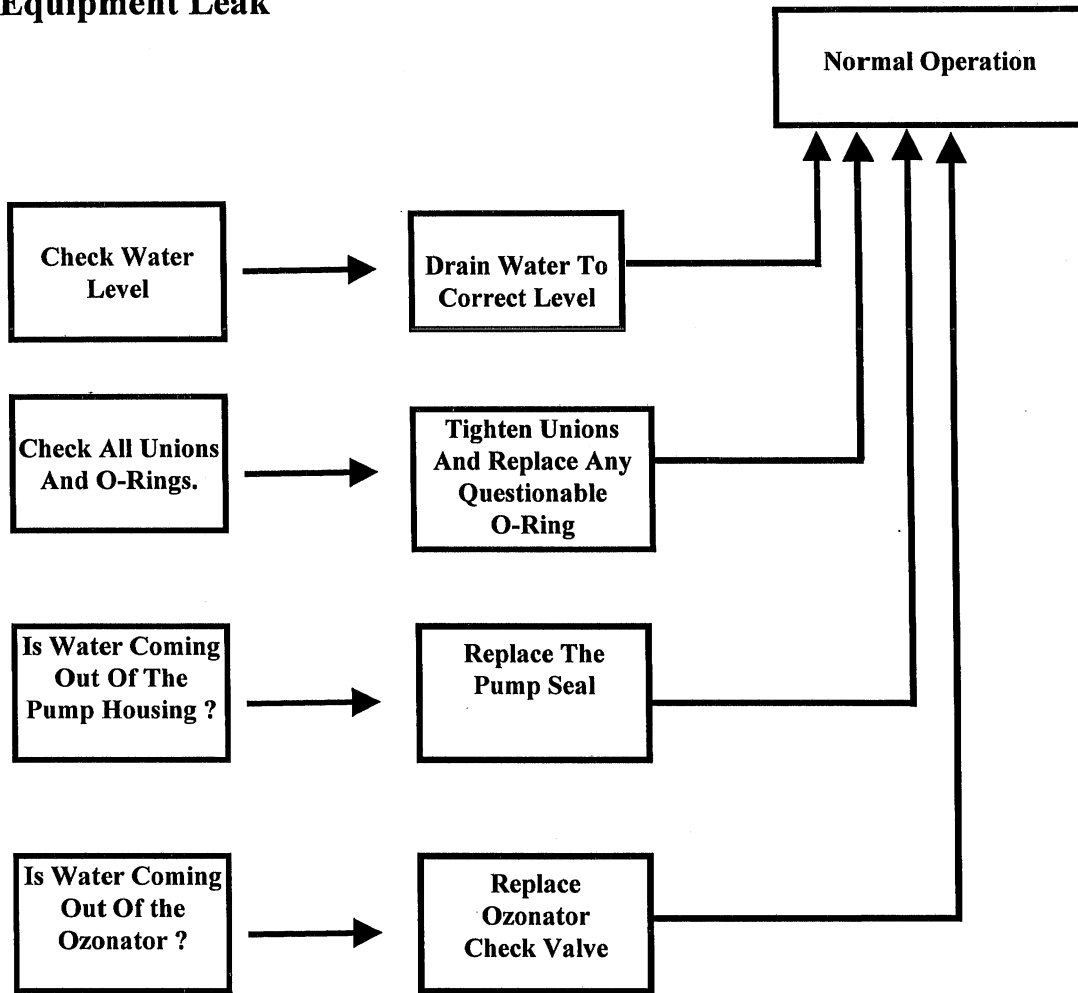 Equipment Leak
Normal Operation
Check Water
Level
Drain Water To
Correct Level
Check All Unions
And O-Rings.
Tighten Unions
And Replace Any
Questionable
O-Ring
Is Water Coming
Out Of The
Pump Housing ?
Replace The
Pump Seal
Is Water Coming
Out Of the
Ozonator ?
Replace
Ozonator
Check Valve